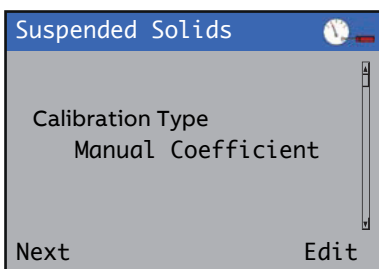 Suspended Solids
Calibration Type
Manual Coefficient
Next Edit